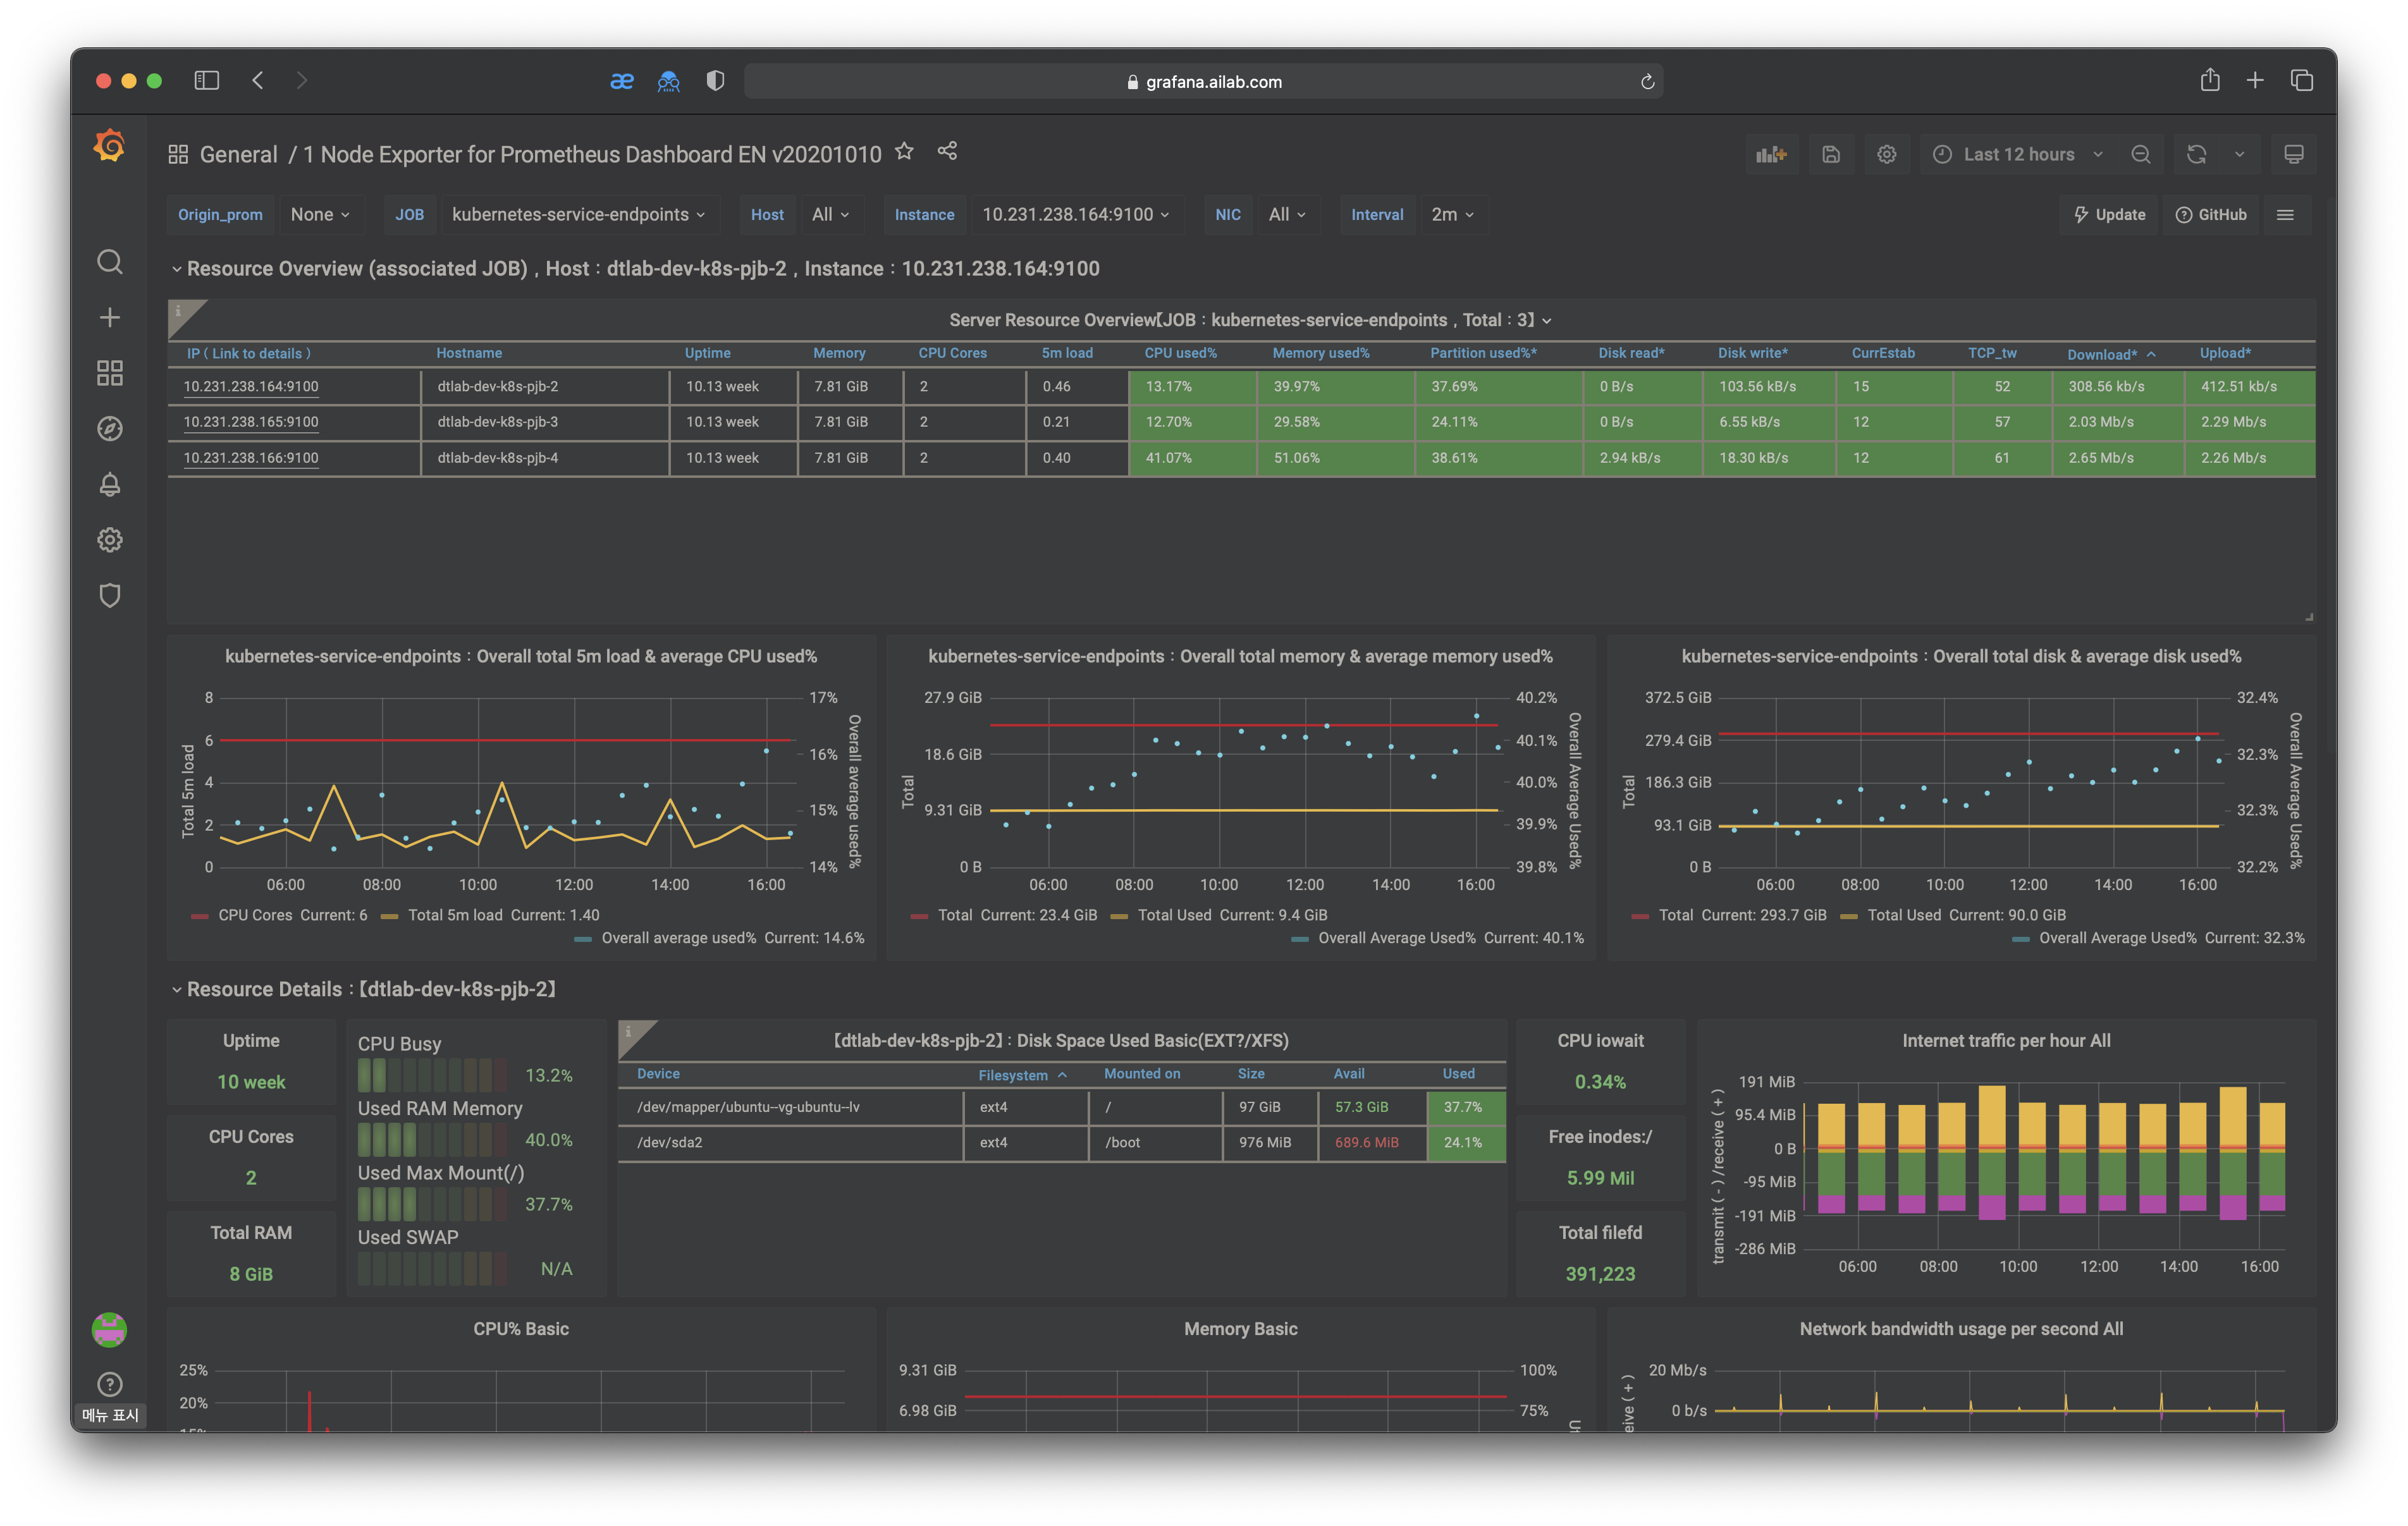 æ grafana.ailab.com
General / 1 Node Exporter for Prometheus Dashboard EN v20201010
Last 12 hours
Origin_prom None JOB kubernetes-service-endpoints Host All Instance 10.231.238.164:9100 NIC All Interval 2m Update GitHub
Resource Overview (associated JOB) , Host：dtlab-dev-k8s-pjb-2 , Instance：10.231.238.164:9100
Server Resource Overview【JOB：kubernetes-service-endpoints , Total：3】
IP ( Link to details ) Hostname Uptime Memory CPU Cores 5m load CPU used% Memory used% Partition used%* Disk read* Disk write* CurrEstab TCP_tw Download* Upload*
10.231.238.164:9100 dtlab-dev-k8s-pjb-2 10.13 week 7.81 GiB 2 0.46 13.17% 39.97% 37.69% 0 B/s 103.56 kB/s 15 52 308.56 kb/s 412.51 kb/s
10.231.238.165:9100 dtlab-dev-k8s-pjb-3 10.13 week 7.81 GiB 2 0.21 12.70% 29.58% 24.11% 0 B/s 6.55 kB/s 12 57 2.03 Mb/s 2.29 Mb/s
10.231.238.166:9100 dtlab-dev-k8s-pjb-4 10.13 week 7.81 GiB 2 0.40 41.07% 51.06% 38.61% 2.94 kB/s 18.30 kB/s 12 61 2.65 Mb/s 2.26 Mb/s
kubernetes-service-endpoints：Overall total 5m load & average CPU used%
8 17%
6 16%
4
2 15%
0 14%
Total 5m load
Overall average used%
06:00 08:00 10:00 12:00 14:00 16:00
CPU Cores Current: 6 Total 5m load Current: 1.40
Overall average used% Current: 14.6%
kubernetes-service-endpoints：Overall total memory & average memory used%
27.9 GiB 40.2%
18.6 GiB 40.1%
40.0%
9.31 GiB 39.9%
0 B 39.8%
Total
Overall Average Used%
06:00 08:00 10:00 12:00 14:00 16:00
Total Current: 23.4 GiB Total Used Current: 9.4 GiB
Overall Average Used% Current: 40.1%
kubernetes-service-endpoints：Overall total disk & average disk used%
372.5 GiB 32.4%
279.4 GiB 32.3%
186.3 GiB
93.1 GiB 32.3%
0 B 32.2%
Total
Overall Average Used%
06:00 08:00 10:00 12:00 14:00 16:00
Total Current: 293.7 GiB Total Used Current: 90.0 GiB
Overall Average Used% Current: 32.3%
Resource Details：【dtlab-dev-k8s-pjb-2】
Uptime
10 week
CPU Cores
2
Total RAM
8 GiB
CPU Busy
13.2%
Used RAM Memory
40.0%
Used Max Mount(/)
37.7%
Used SWAP
N/A
【dtlab-dev-k8s-pjb-2】：Disk Space Used Basic(EXT?/XFS)
Device Filesystem Mounted on Size Avail Used
/dev/mapper/ubuntu--vg-ubuntu--lv ext4 / 97 GiB 57.3 GiB 37.7%
/dev/sda2 ext4 /boot 976 MiB 689.6 MiB 24.1%
CPU iowait
0.34%
Free inodes:/
5.99 Mil
Total filefd
391,223
Internet traffic per hour All
191 MiB
95.4 MiB
0 B
-95 MiB
-191 MiB
-286 MiB
transmit ( - ) /receive ( + )
06:00 08:00 10:00 12:00 14:00 16:00
CPU% Basic
25%
20%
15%
Memory Basic
9.31 GiB 100%
6.98 GiB 75%
Network bandwidth usage per second All
20 Mb/s
0 b/s
메뉴 표시